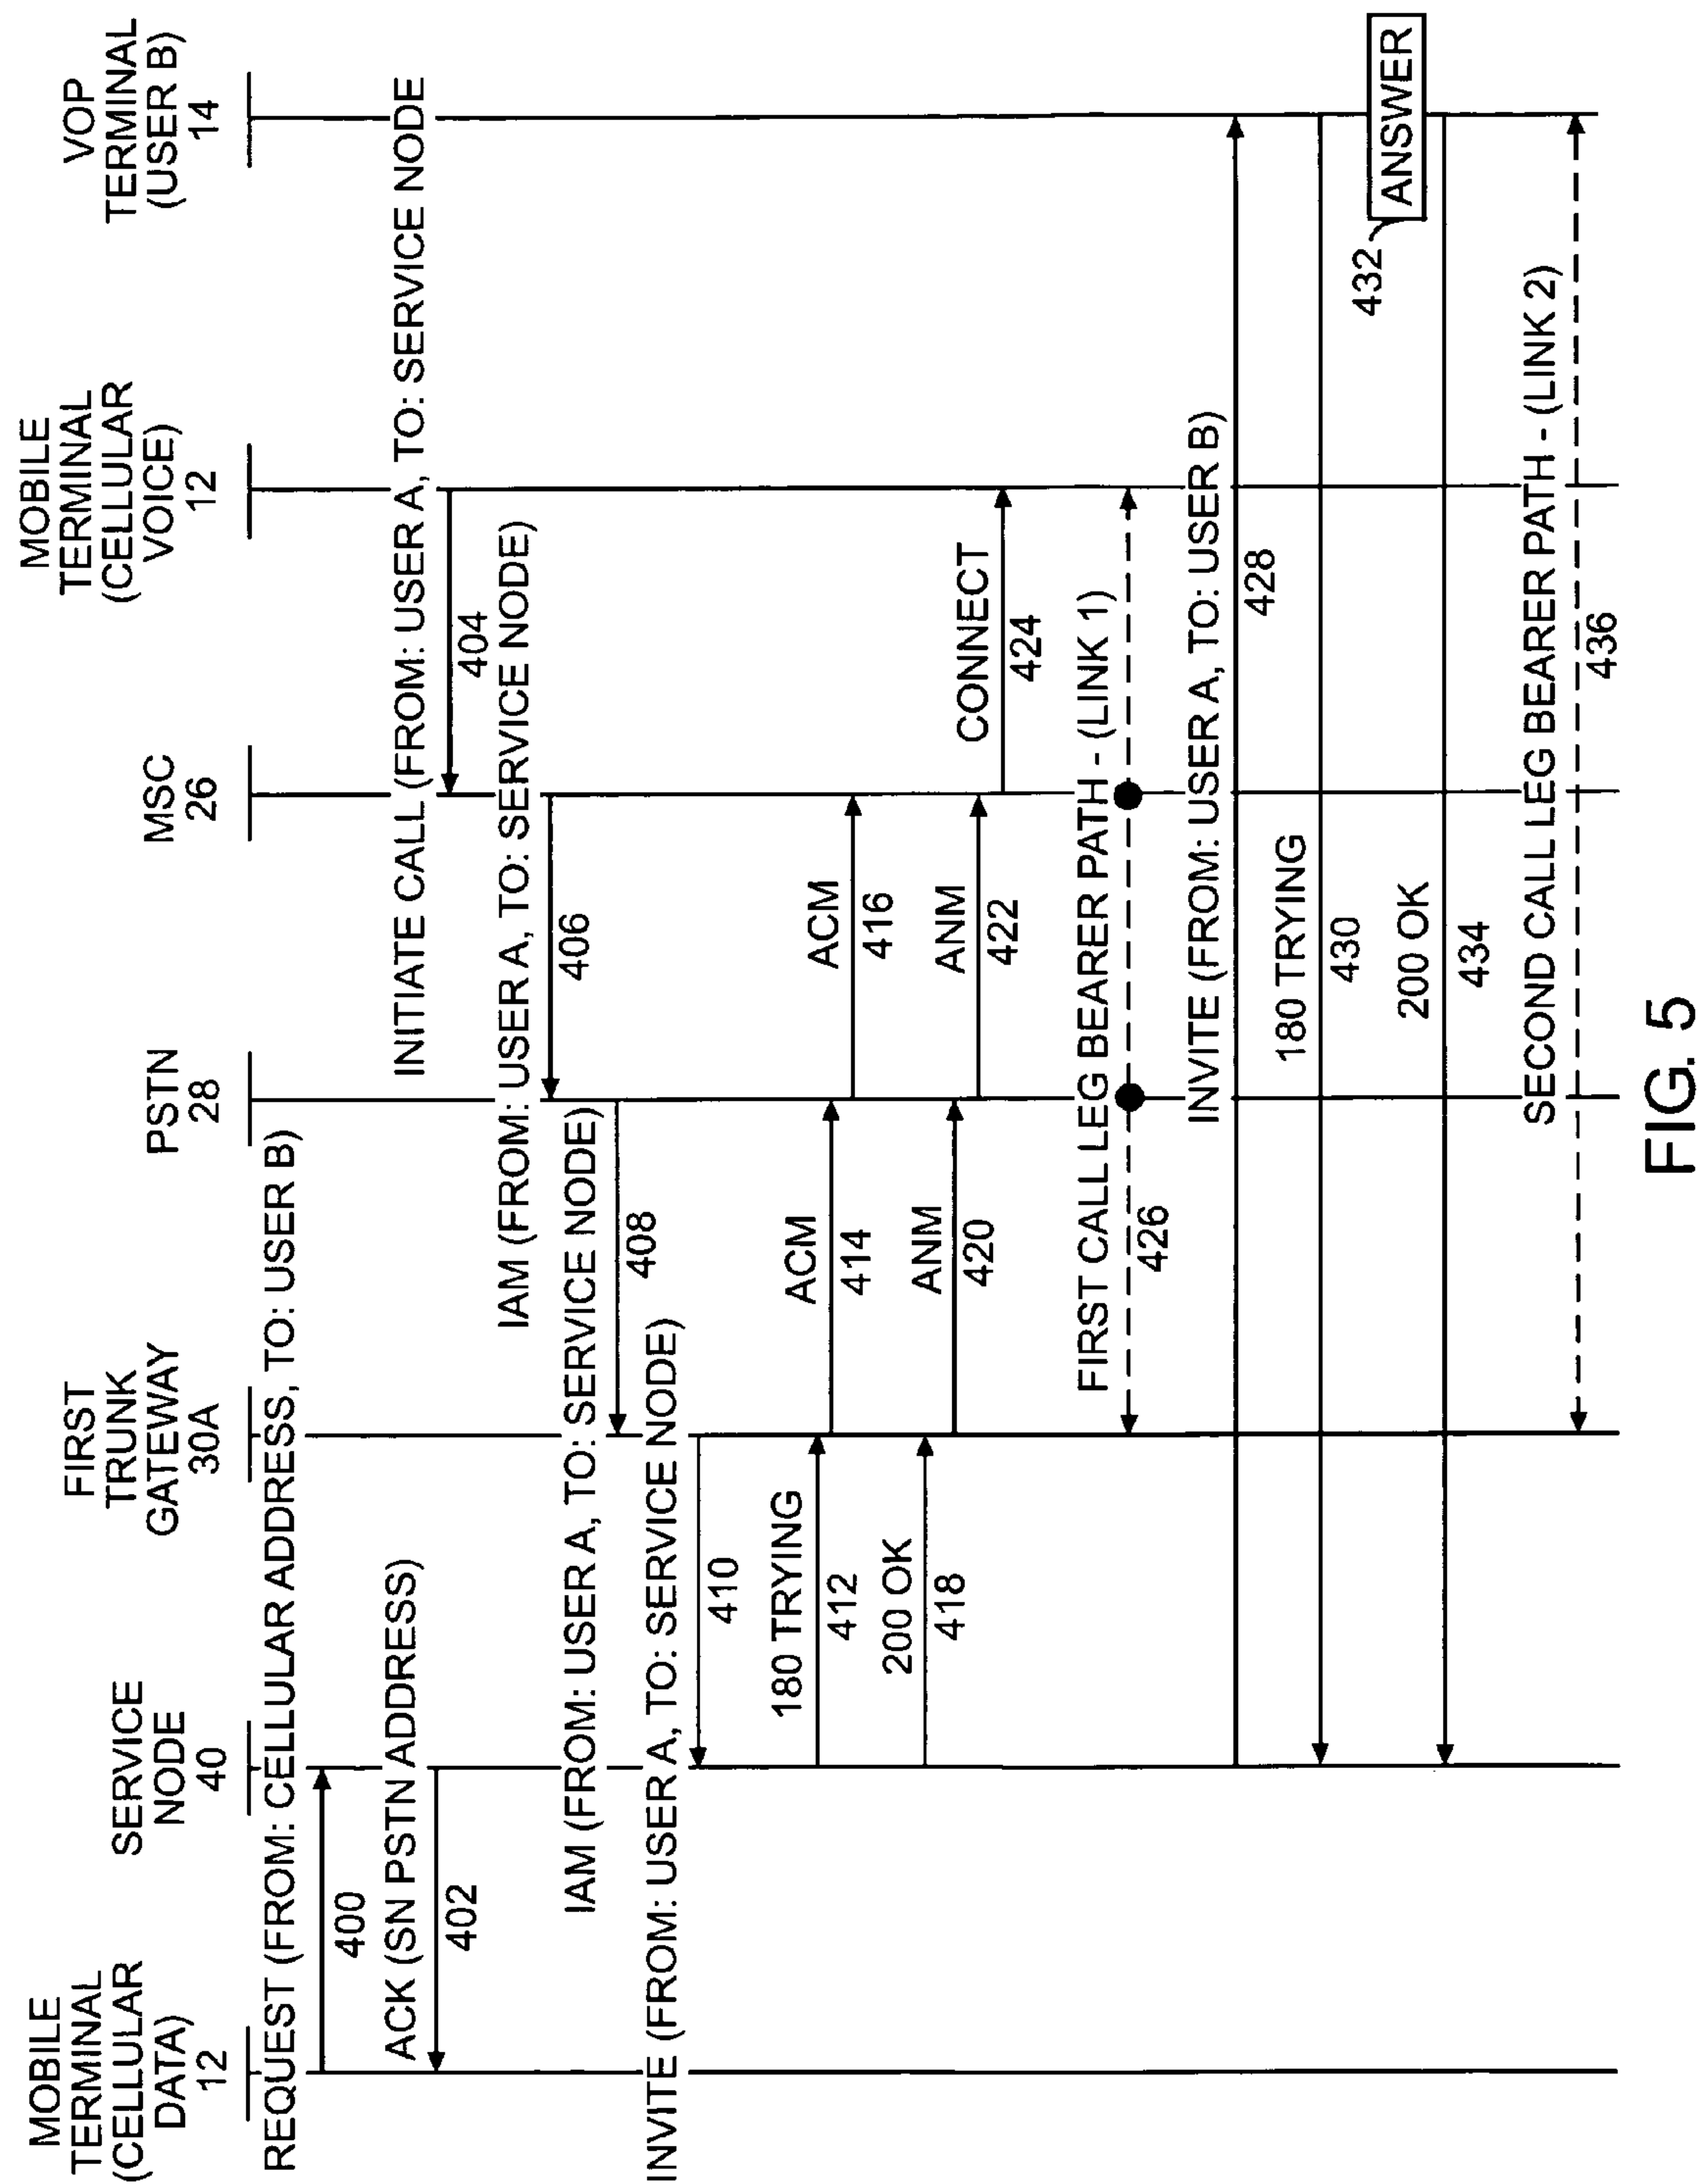 MOBILE
TERMINAL
(CELLULAR
DATA)
12
SERVICE
NODE
40
FIRST
TRUNK
GATEWAY
30A
PSTN
28
MSC
26
MOBILE
TERMINAL
(CELLULAR
VOICE)
12
VOP
TERMINAL
(USER B)
14
REQUEST (FROM: CELLULAR ADDRESS, TO: USER B)
400
ACK (SN PSTN ADDRESS)
402
INITIATE CALL (FROM: USER A, TO: SERVICE NODE
404
IAM (FROM: USER A, TO: SERVICE NODE)
406
IAM (FROM: USER A, TO: SERVICE NODE)
408
INVITE (FROM: USER A, TO: SERVICE NODE)
410
180 TRYING
412
ACM
414
ACM
416
200 OK
418
ANM
420
ANM
422
CONNECT
424
FIRST CALL LEG BEARER PATH - (LINK 1)
426
INVITE (FROM: USER A, TO: USER B)
428
180 TRYING
430
432
ANSWER
200 OK
434
SECOND CALL LEG BEARER PATH - (LINK 2)
436
FIG. 5